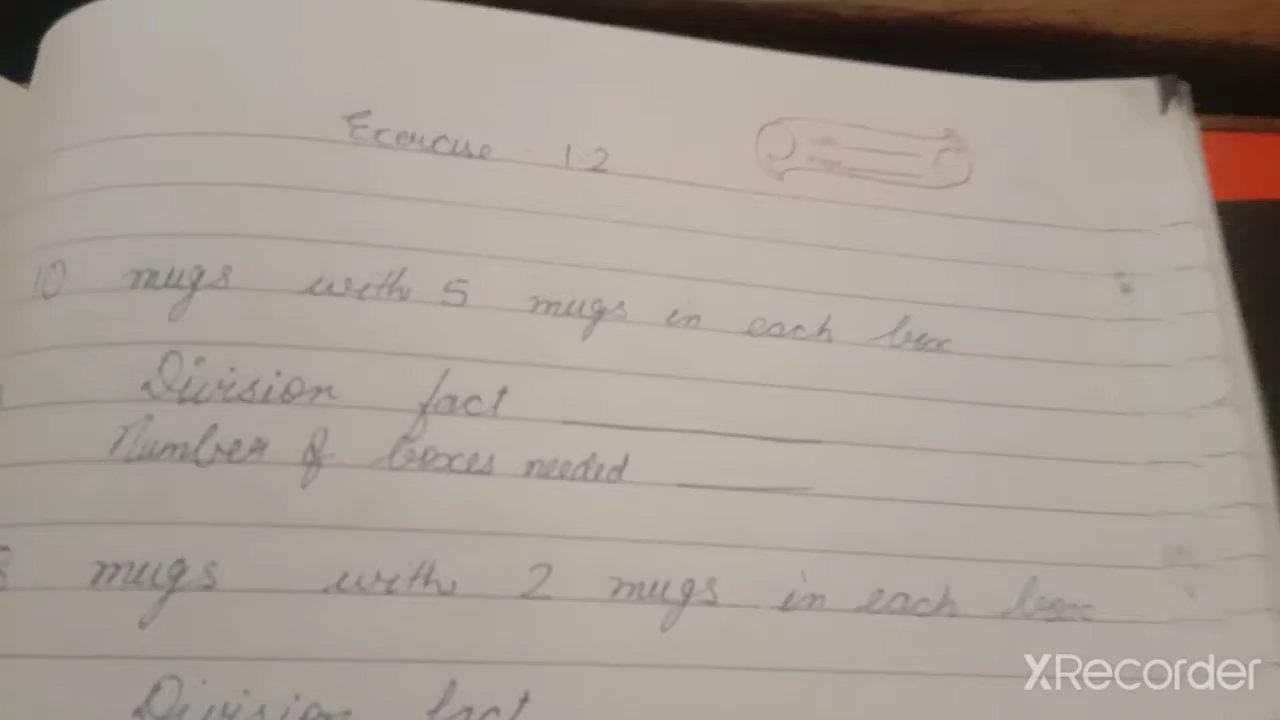 Exercise 12
10 mugs with 5 mugs in each box
Division fact
Number of boxes needed
mugs with 2 mugs in each box
Division fact
XRecorder